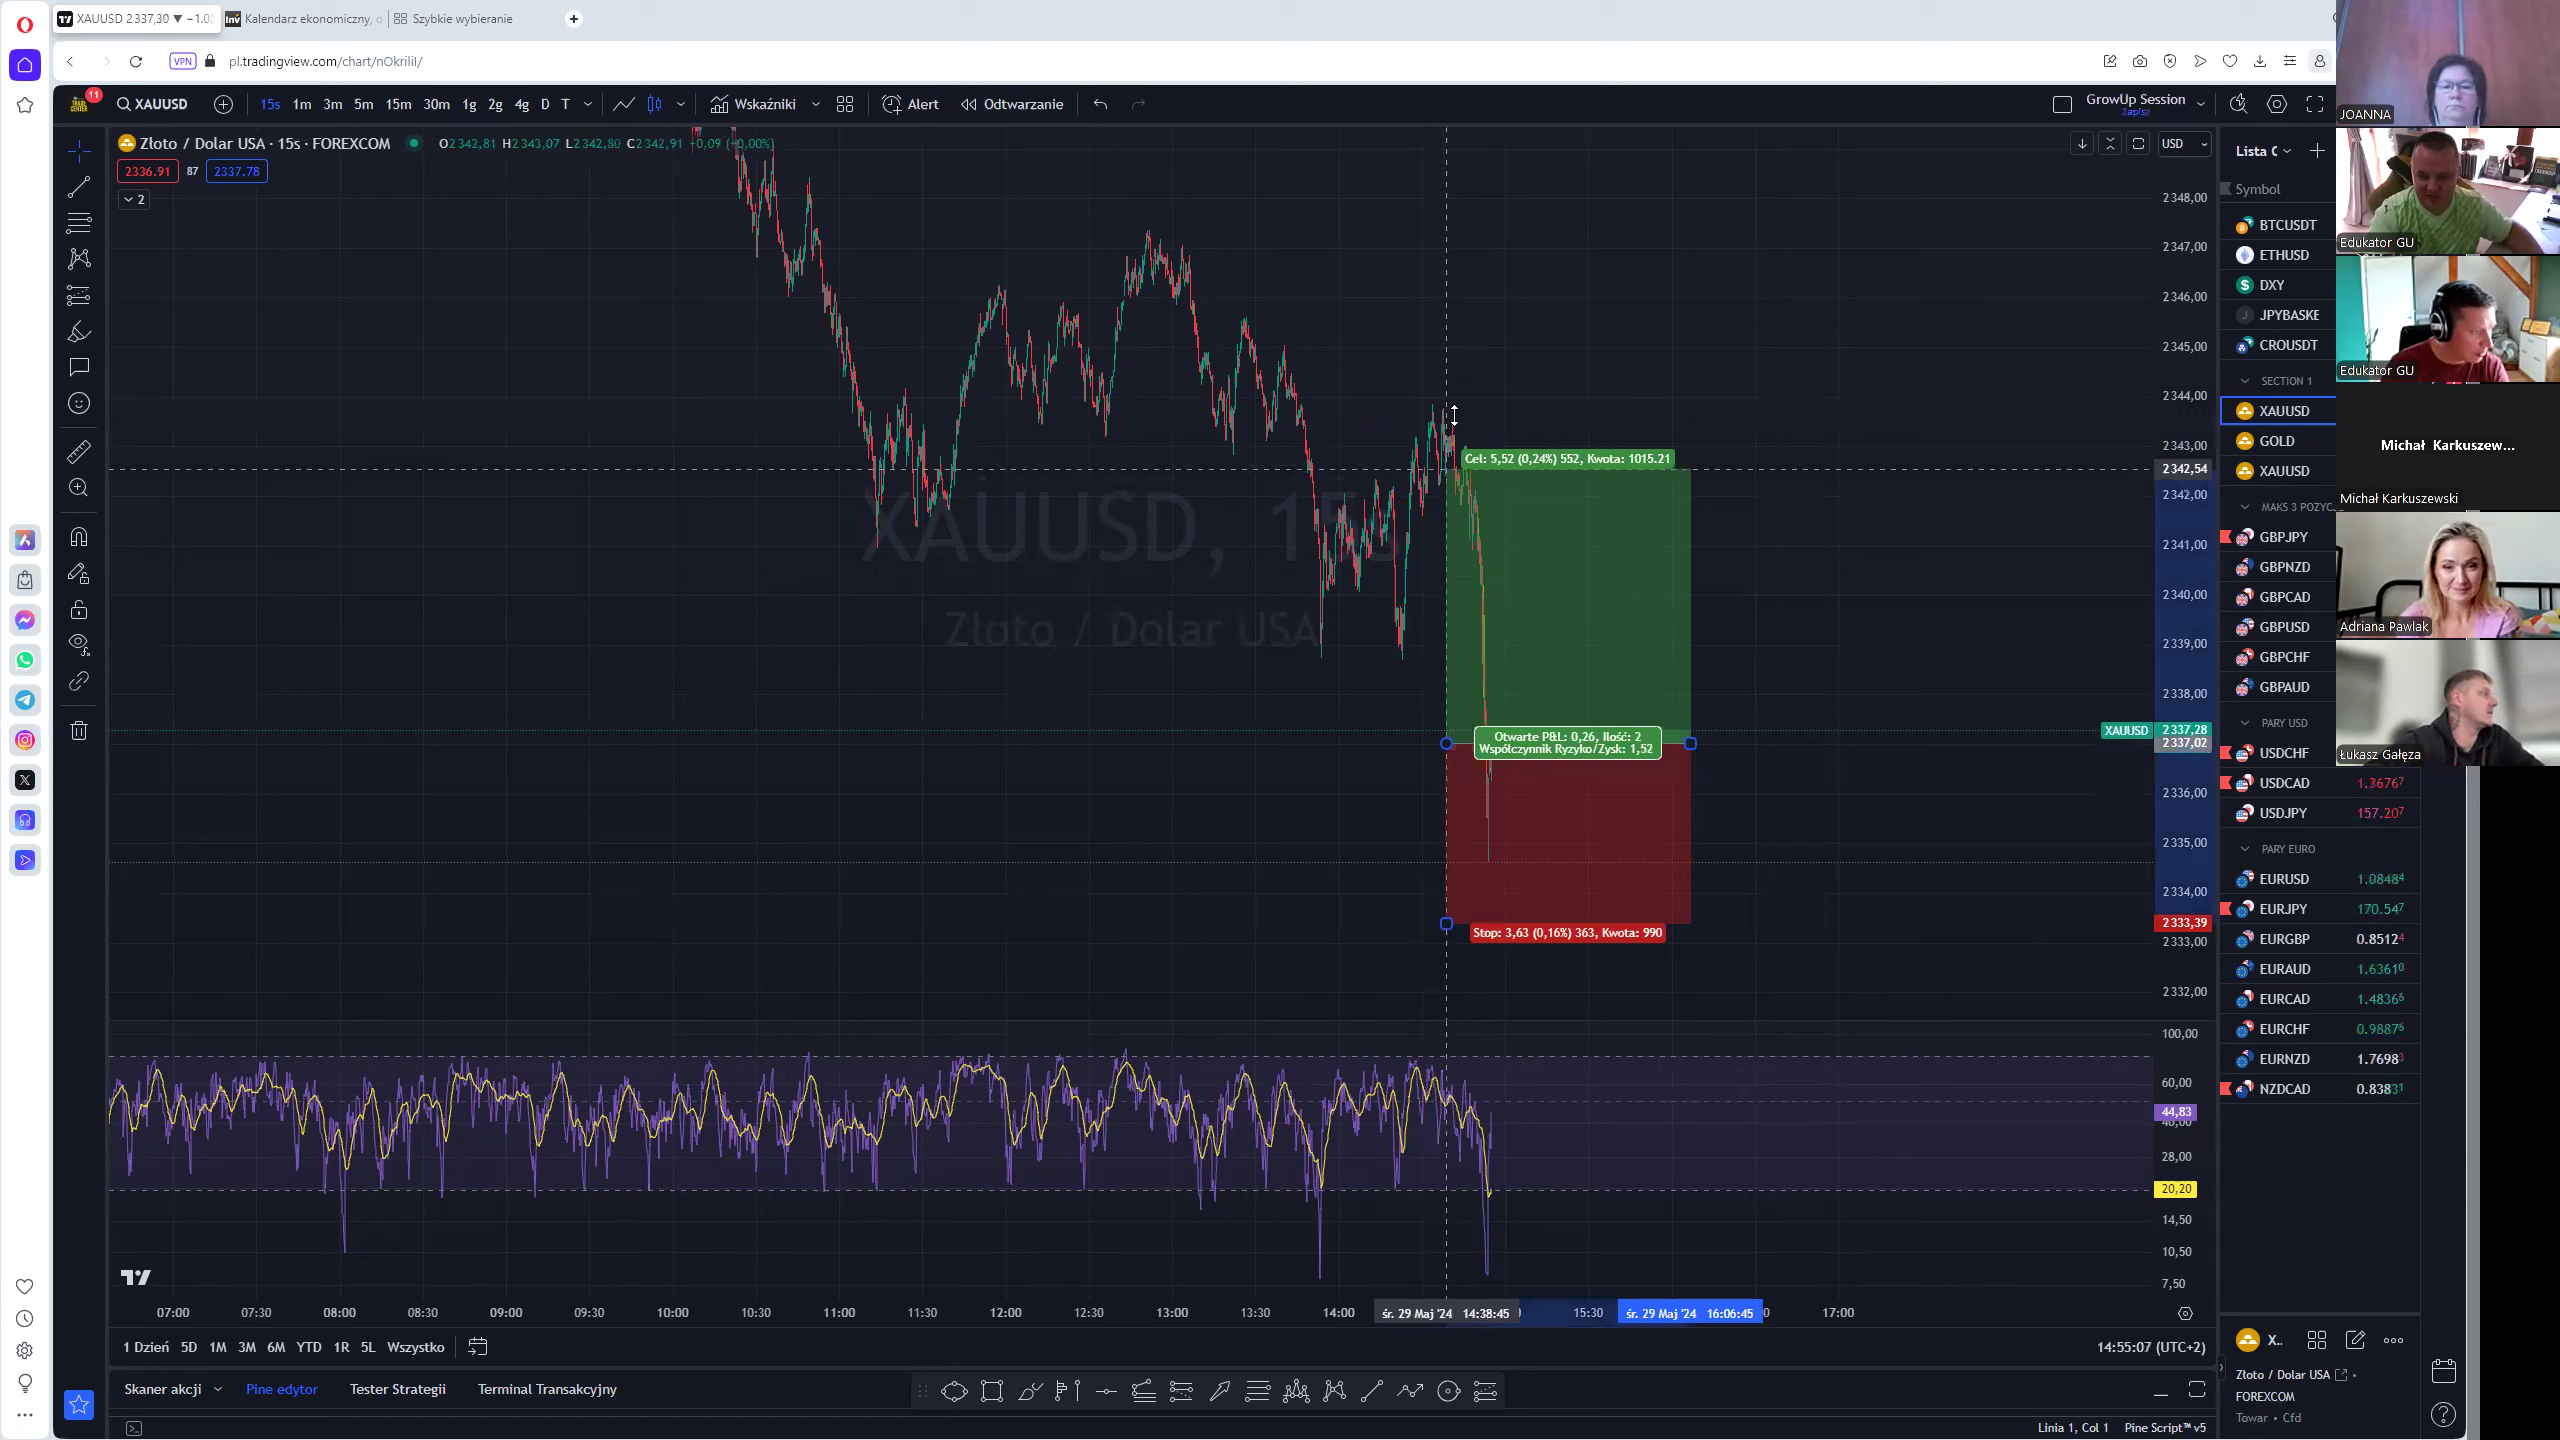 XAUUSD 2 337,30 ▼ −1.0
Kalendarz ekonomiczny,
Szybkie wybieranie
VPN
pl.tradingview.com/chart/nOkriliI/
11
XAUUSD
15s 1m 3m 5m 15m 30m 1g 2g 4g D T
Wskaźniki
Alert
Odtwarzanie
GrowUp Session
Zapisz
Złoto / Dolar USA · 15s · FOREXCOM
O2 342,81 H2 343,07 L2 342,80 C2 342,91 +0,09 (+0,00%)
2336.91 87 2337.78
2
USD
XAUUSD, 15s
Złoto / Dolar USA
Cel: 5,52 (0,24%) 552, Kwota: 1015.21
Otwarte P&L: 0,26, Ilość: 2
Współczynnik Ryzyko/Zysk: 1,52
Stop: 3,63 (0,16%) 363, Kwota: 990
2 348,00
2 347,00
2 346,00
2 345,00
2 344,00
2 343,00
2 342,54
2 342,00
2 341,00
2 340,00
2 339,00
2 338,00
XAUUSD 2 337,28
2 337,02
2 336,00
2 335,00
2 334,00
2 333,39
2 333,00
2 332,00
100,00
60,00
44,83
40,00
28,00
20,20
14,50
10,50
7,50
07:00 07:30 08:00 08:30 09:00 09:30 10:00 10:30 11:00 11:30 12:00 12:30 13:00 13:30 14:00 śr. 29 Maj '24 14:38:45 15:30 śr. 29 Maj '24 16:06:45 17:00
1 Dzień 5D 1M 3M 6M YTD 1R 5L Wszystko
14:55:07 (UTC+2)
Skaner akcji Pine edytor Tester Strategii Terminal Transakcyjny
Linia 1, Col 1 Pine Script™ v5
Lista
Symbol
BTCUSDT
ETHUSD
DXY
JPYBASKE
CROUSDT
SECTION 1
XAUUSD
GOLD
XAUUSD
MAKS 3 POZYC
GBPJPY
GBPNZD
GBPCAD
GBPUSD
GBPCHF
GBPAUD
PARY USD
USDCHF
USDCAD 1.36767
USDJPY 157.207
PARY EURO
EURUSD 1.08484
EURJPY 170.547
EURGBP 0.85124
EURAUD 1.63610
EURCAD
EURCHF
EURNZD
NZDCAD 0.83831
X..
Złoto / Dolar USA
FOREXCOM
Towar • Cfd
JOANNA
Edukator GU
Edukator GU
Michał Karkuszew...
Michał Karkuszewski
Adriana Pawlak
Łukasz Gałęza